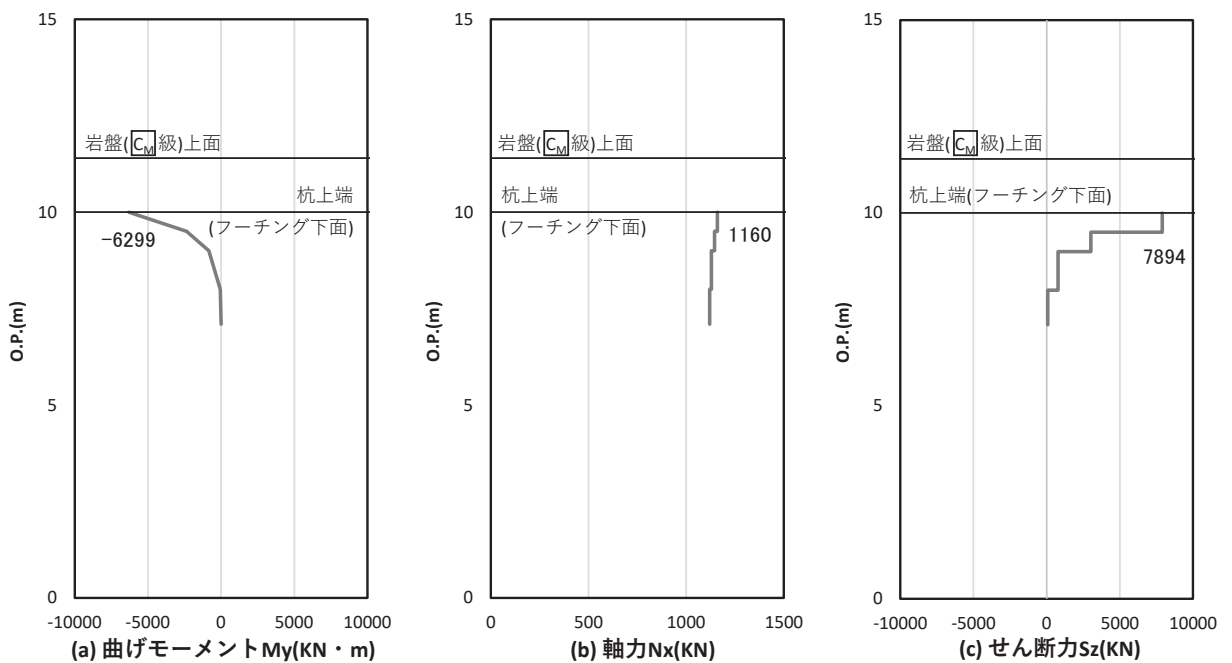 15
岩盤(CM級)上面
杭上端
10
(フーチング下面)
-6299
O.P.(m)
5
0
-10000
-5000
0
5000
10000
(a) 曲げモーメントMy(KN・m)
15
岩盤(CM級)上面
杭上端
10
(フーチング下面)
1160
O.P.(m)
5
0
0
500
1000
1500
(b) 軸力Nx(KN)
15
岩盤(CM級)上面
杭上端(フーチング下面)
10
7894
O.P.(m)
5
0
-10000
-5000
0
5000
10000
(c) せん断力Sz(KN)